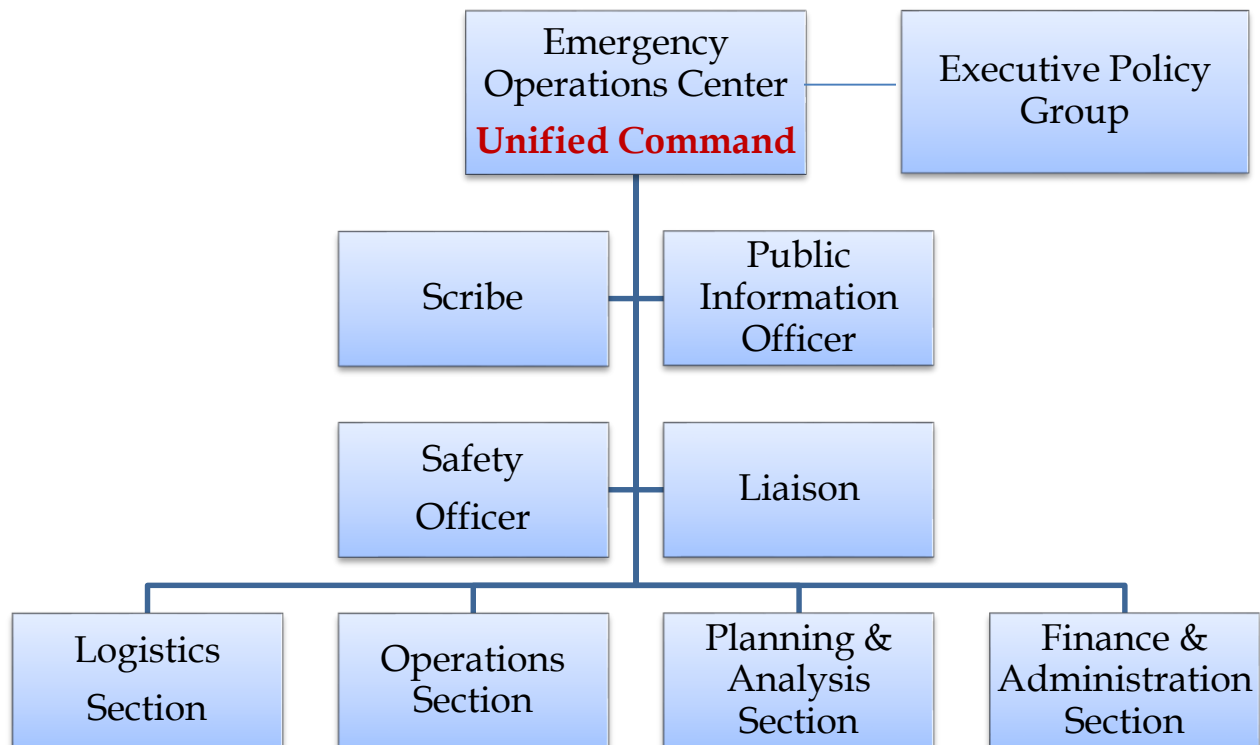 Emergency
Operations Center
Unified Command
Executive Policy
Group
Scribe
Public
Information
Officer
Safety
Officer
Liaison
Logistics
Section
Operations
Section
Planning &
Analysis
Section
Finance &
Administration
Section